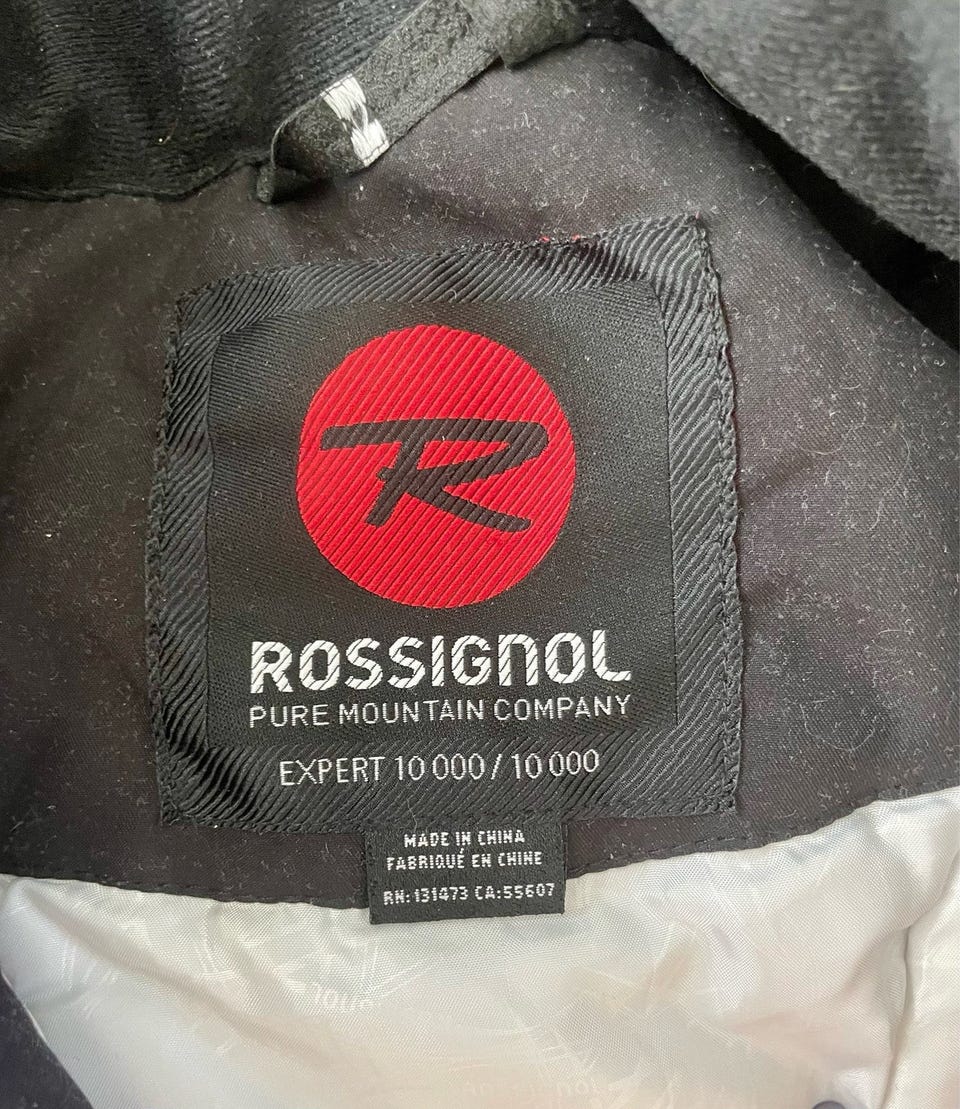 R
ROSSIGNOL
PURE MOUNTAIN COMPANY
EXPERT 10 000 / 10 000
MADE IN CHINA
FABRIQUÉ EN CHINE
RN: 131473 CA:55607